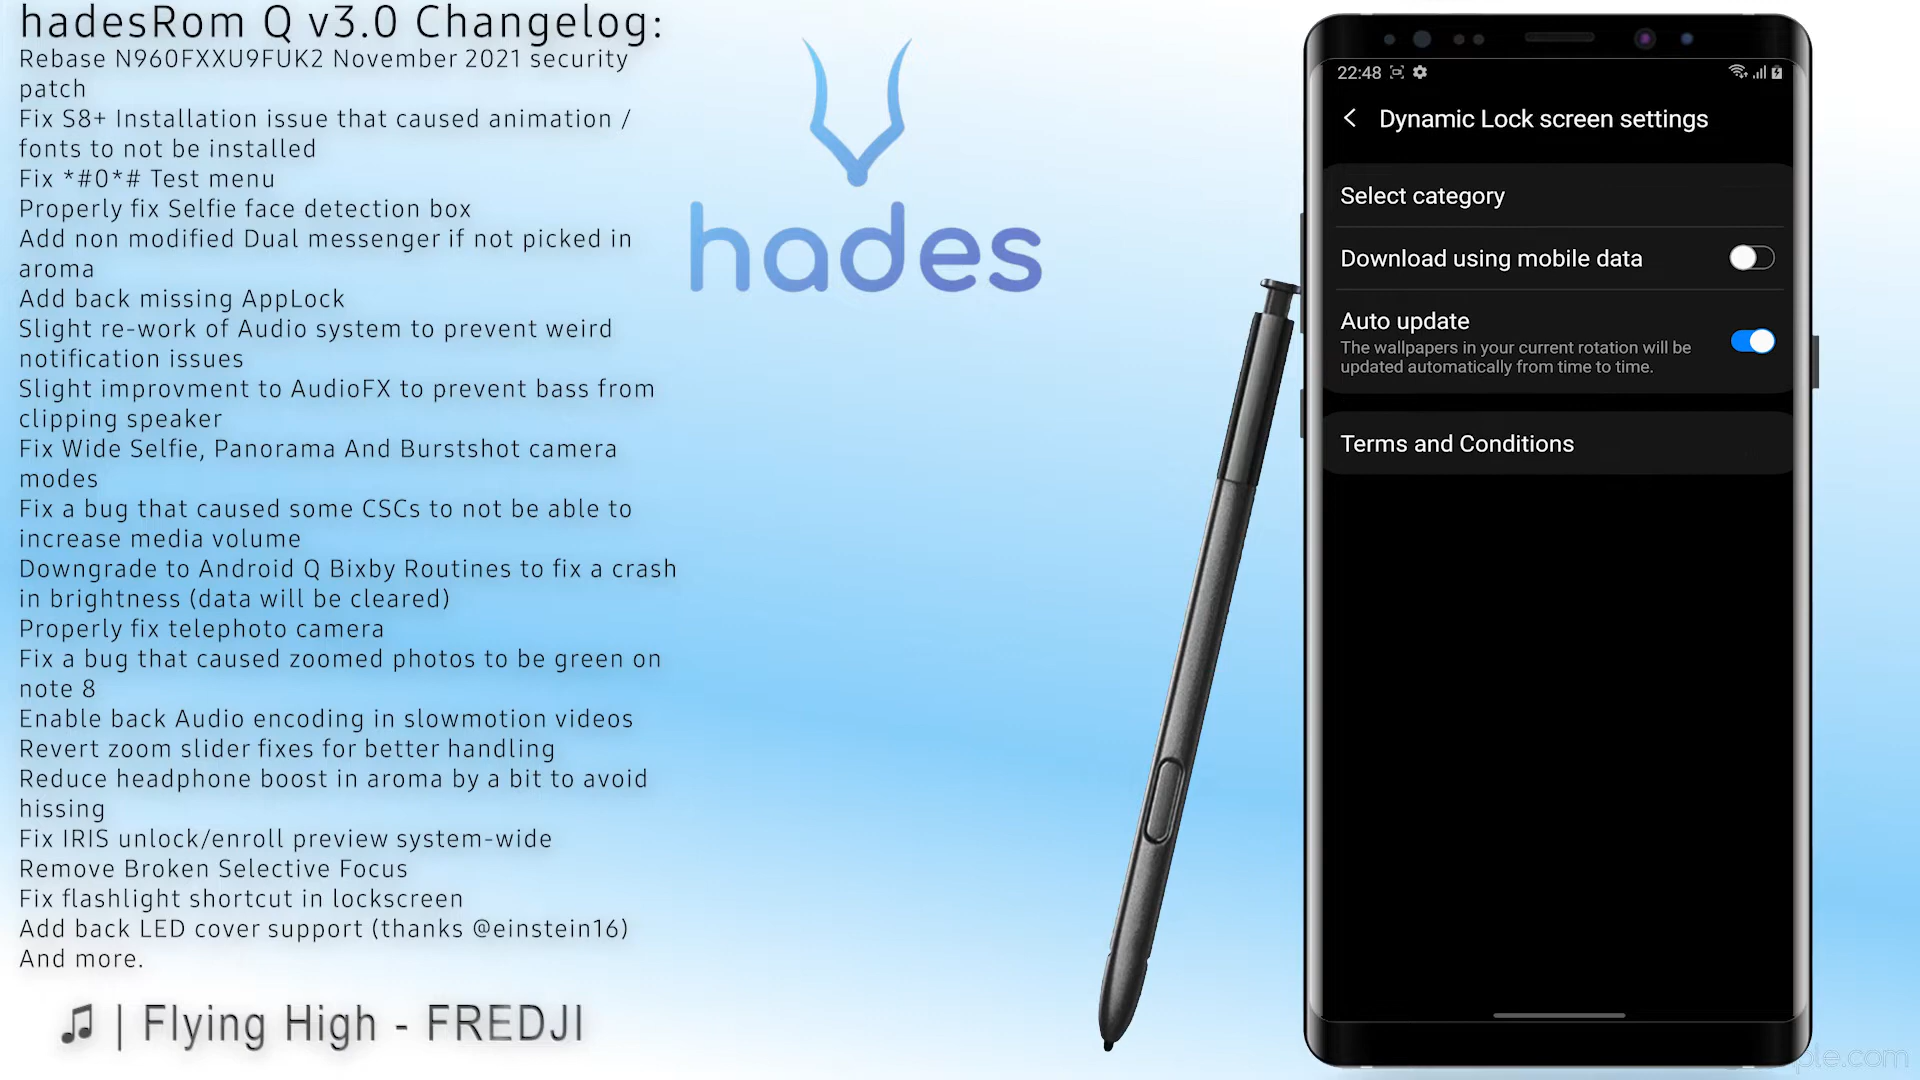 hadesRom Q v3.0 Changelog:
Rebase N960FXXU9FUK2 November 2021 security
patch
Fix S8+ Installation issue that caused animation /
fonts to not be installed
Fix *#0*# Test menu
Properly fix Selfie face detection box
Add non modified Dual messenger if not picked in
aroma
Add back missing AppLock
Slight re-work of Audio system to prevent weird
notification issues
Slight improvment to AudioFX to prevent bass from
clipping speaker
Fix Wide Selfie, Panorama And Burstshot camera
modes
Fix a bug that caused some CSCs to not be able to
increase media volume
Downgrade to Android Q Bixby Routines to fix a crash
in brightness (data will be cleared)
Properly fix telephoto camera
Fix a bug that caused zoomed photos to be green on
note 8
Enable back Audio encoding in slowmotion videos
Revert zoom slider fixes for better handling
Reduce headphone boost in aroma by a bit to avoid
hissing
Fix IRIS unlock/enroll preview system-wide
Remove Broken Selective Focus
Fix flashlight shortcut in lockscreen
Add back LED cover support (thanks @einstein16)
And more.
♫ | Flying High - FREDJI
hades
22:48
Dynamic Lock screen settings
Select category
Download using mobile data
Auto update
The wallpapers in your current rotation will be
updated automatically from time to time.
Terms and Conditions